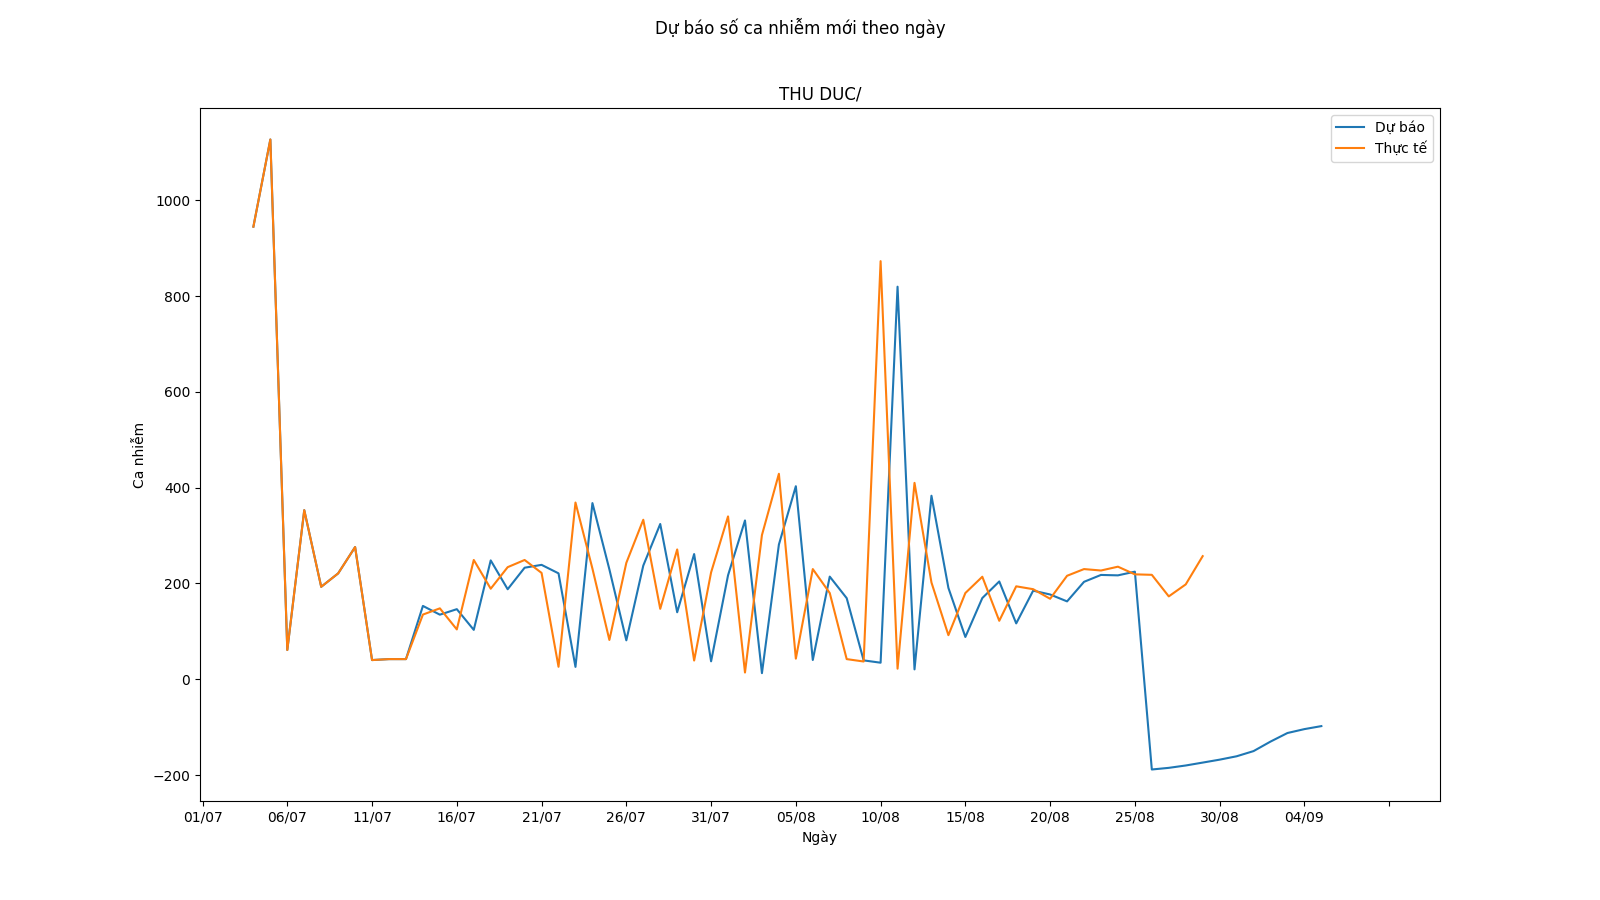 Dự báo số ca nhiễm mới theo ngày
THU DUC/
Dự báo
Thực tế
1000
800
600
400
200
0
−200
Ca nhiễm
01/07 06/07 11/07 16/07 21/07 26/07 31/07 05/08 10/08 15/08 20/08 25/08 30/08 04/09
Ngày